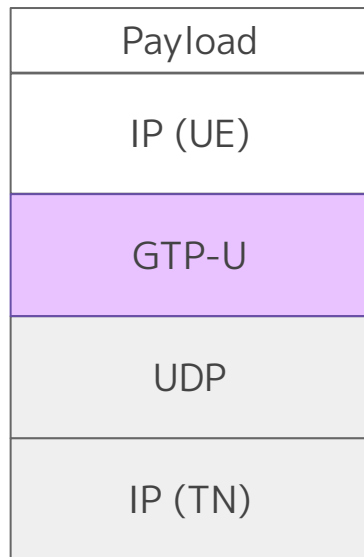 Payload
IP (UE)
GTP-U
UDP
IP (TN)